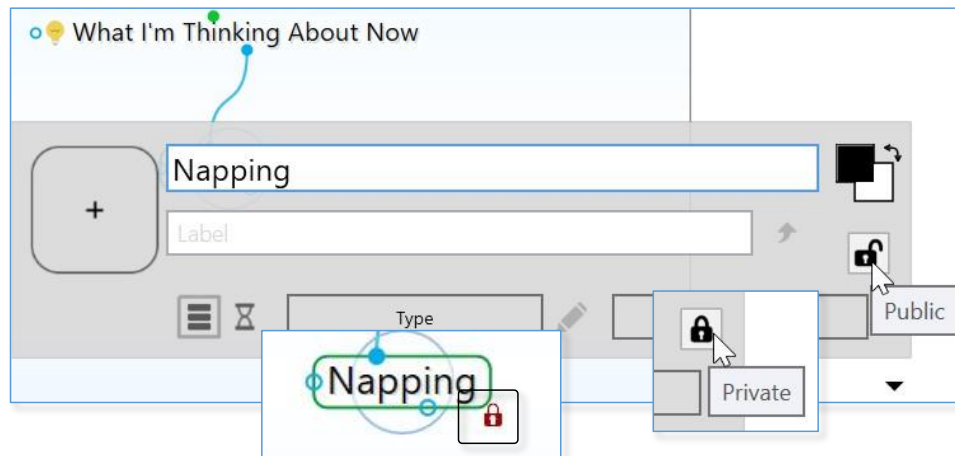 What I'm Thinking About Now
Napping
Label
Type
Public
Napping
Private